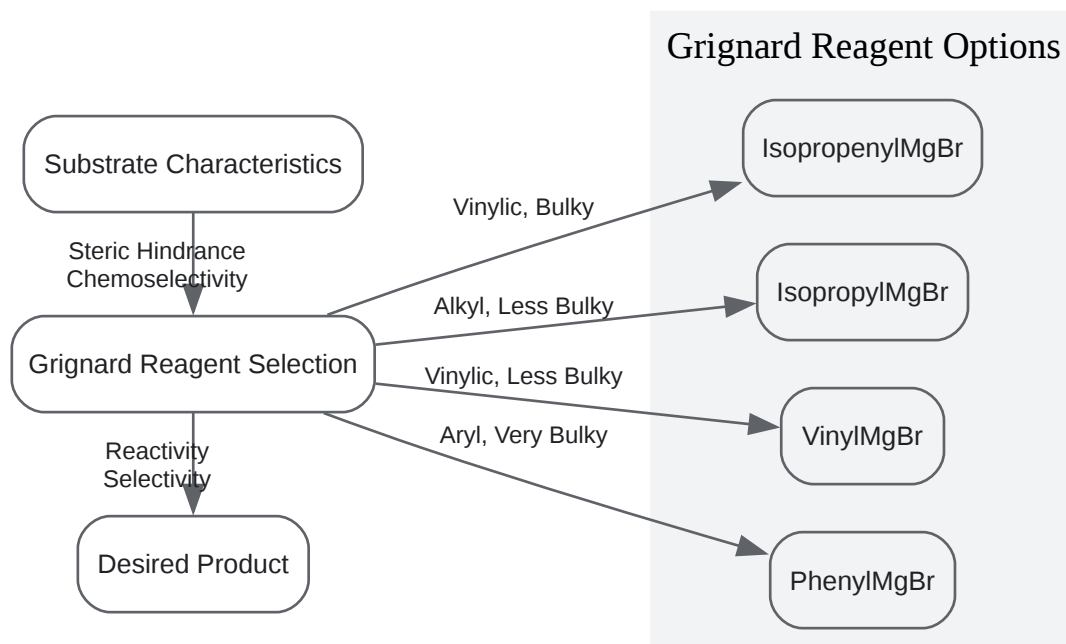 Grignard Reagent Options
Substrate Characteristics
Steric Hindrance
Chemoselectivity
Grignard Reagent Selection
Reactivity
Selectivity
Desired Product
Vinylic, Bulky
Alkyl, Less Bulky
Vinylic, Less Bulky
Aryl, Very Bulky
IsopropenylMgBr
IsopropylMgBr
VinylMgBr
PhenylMgBr